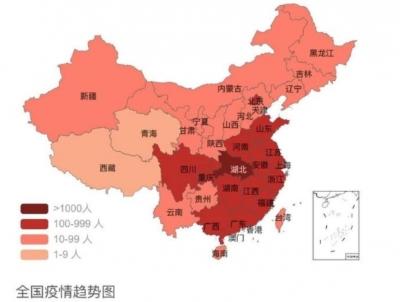 黑龙江
吉林
辽宁
内蒙古
新疆
北京
天津
河北
山西
宁夏
山东
青海
甘肃
陕西
河南
江苏
西藏
四川
重庆
湖北
安徽
上海
浙江
湖南
江西
贵州
福建
云南
广西
广东
台湾
香港
澳门
海南
>1000 人
100-999 人
10-99 人
1-9 人
全国疫情趋势图